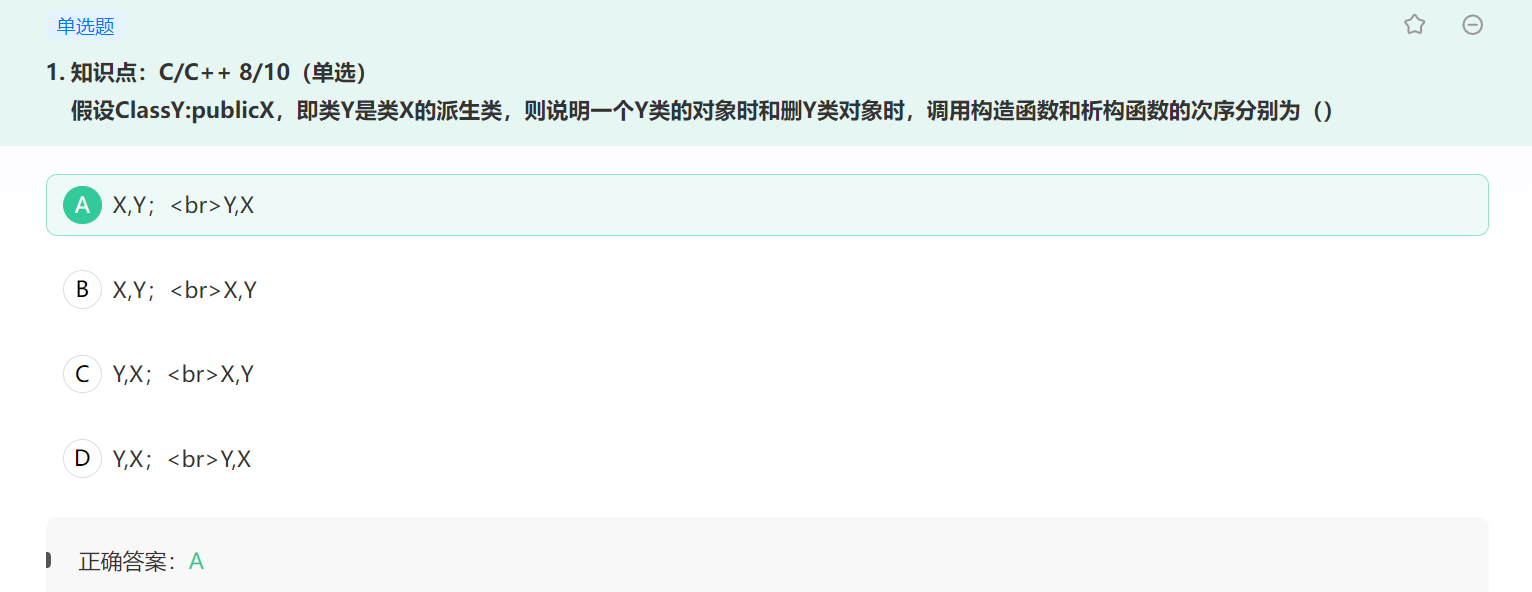 单选题
1. 知识点：C/C++ 8/10（单选）
假设ClassY:publicX，即类Y是类X的派生类，则说明一个Y类的对象时和删Y类对象时，调用构造函数和析构函数的次序分别为（）
A X,Y；<br>Y,X
B X,Y；<br>X,Y
C Y,X；<br>X,Y
D Y,X；<br>Y,X
正确答案：A